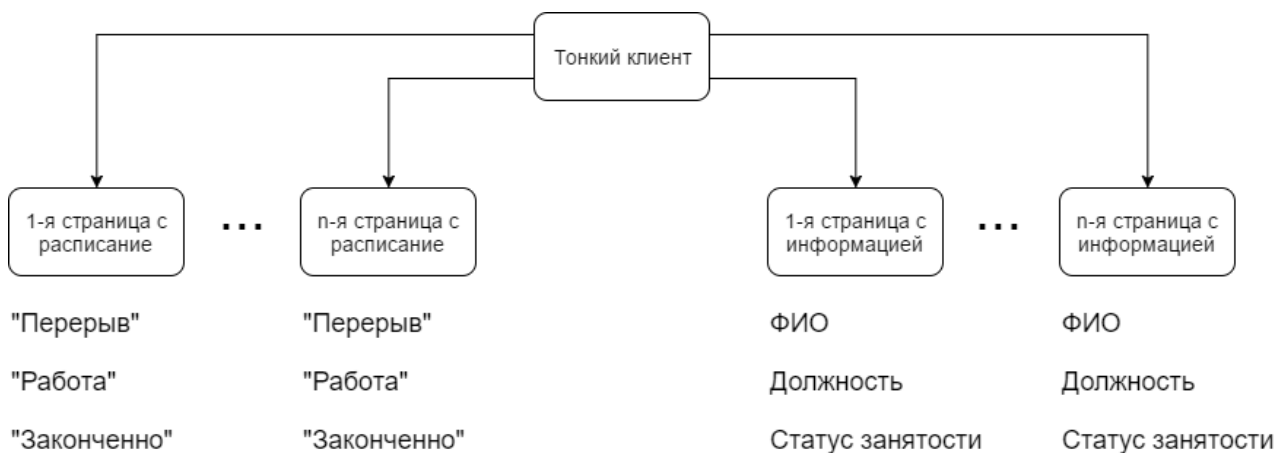 Тонкий клиент
1-я страница с
расписание
...
n-я страница с
расписание
1-я страница с
информацией
...
n-я страница с
информацией
"Перерыв"
"Перерыв"
ФИО
ФИО
"Работа"
"Работа"
Должность
Должность
"Законченно"
"Законченно"
Статус занятости
Статус занятости